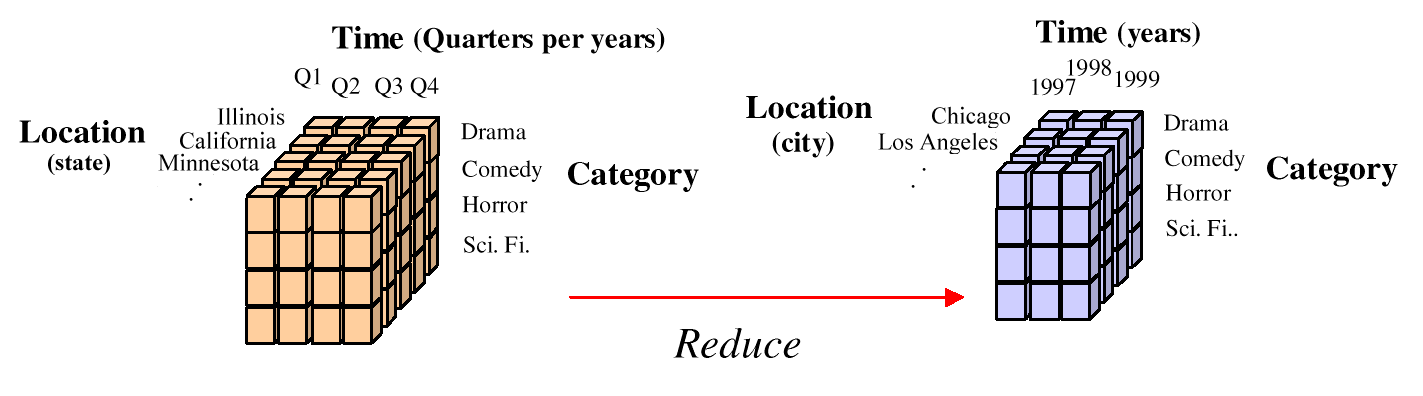 Time (Quarters per years)
Q1 Q2 Q3 Q4
Location
(state)
Illinois
California
Minnesota
Drama
Comedy
Horror
Sci. Fi.
Category
Reduce
Time (years)
1997 1998 1999
Location
(city)
Chicago
Los Angeles
Drama
Comedy
Horror
Sci. Fi..
Category